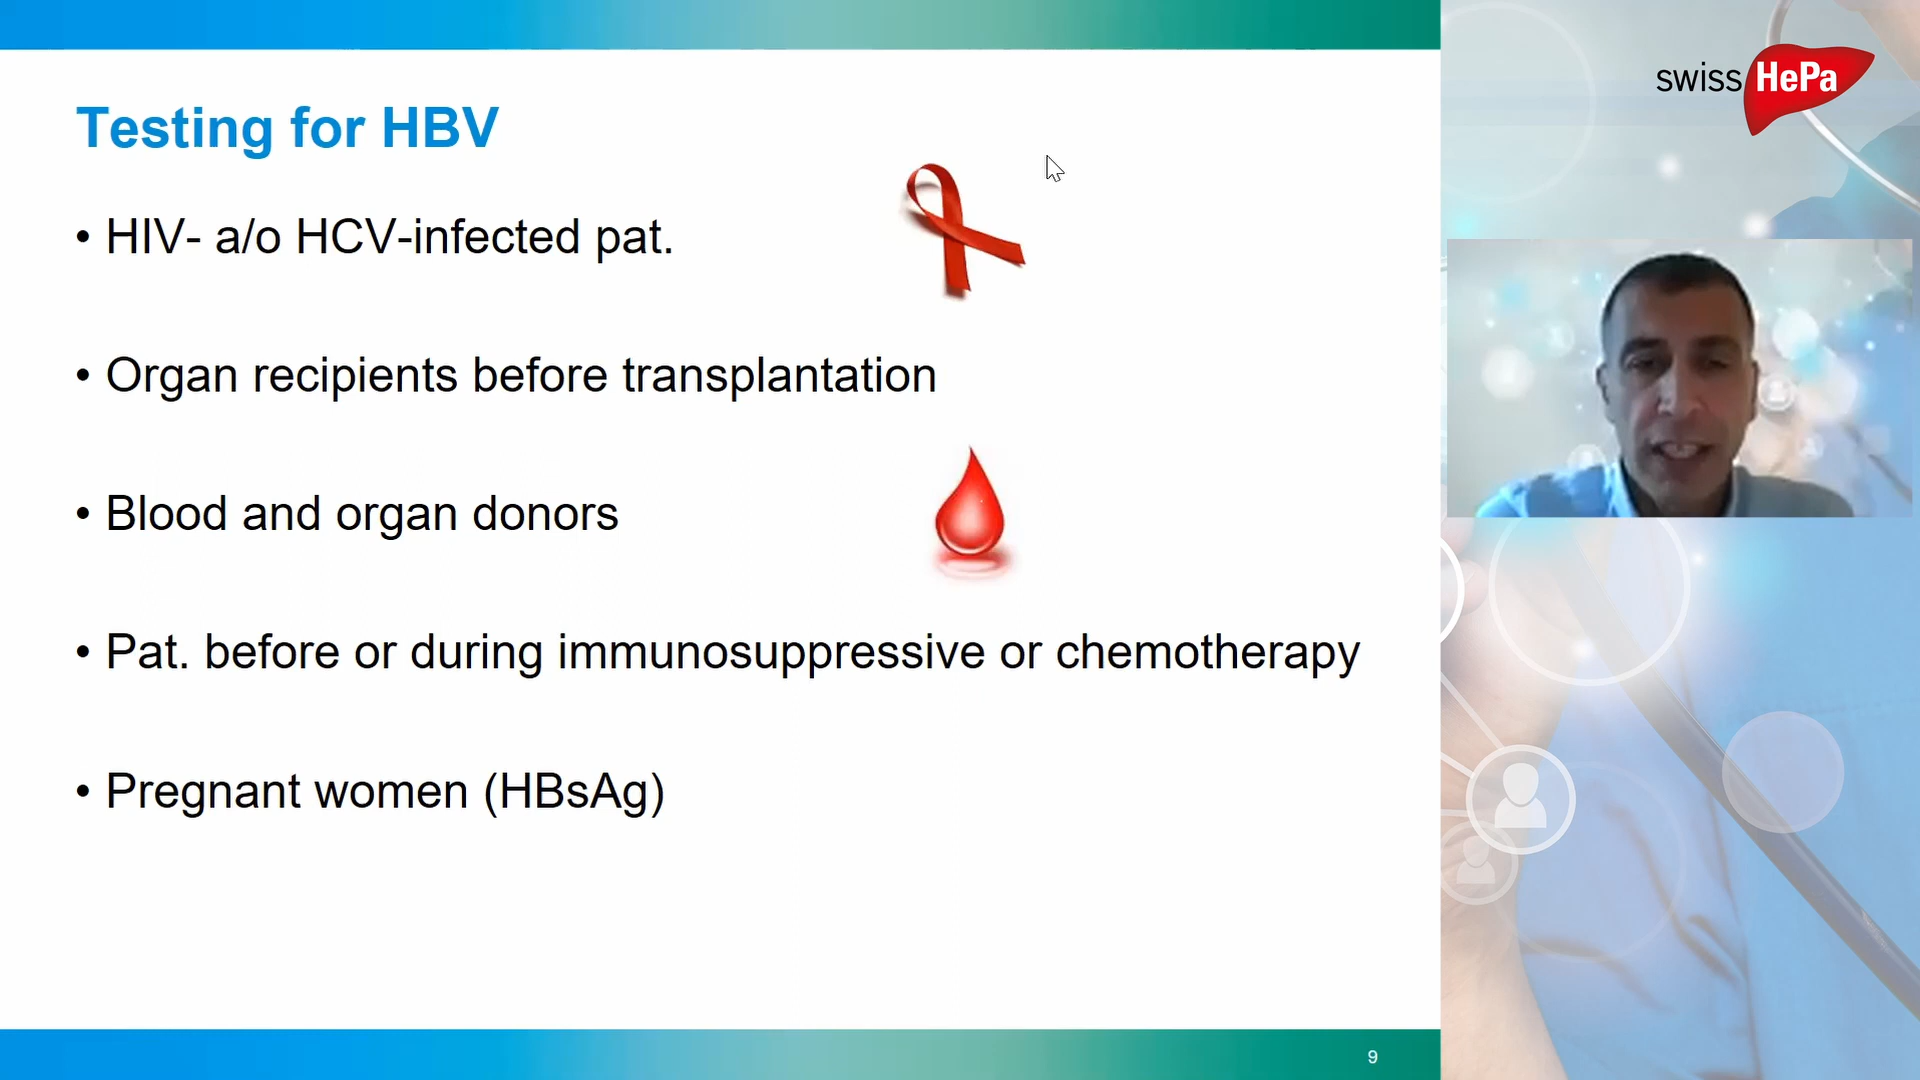 Testing for HBV
• HIV- a/o HCV-infected pat.
• Organ recipients before transplantation
• Blood and organ donors
• Pat. before or during immunosuppressive or chemotherapy
• Pregnant women (HBsAg)
9
swiss HePa